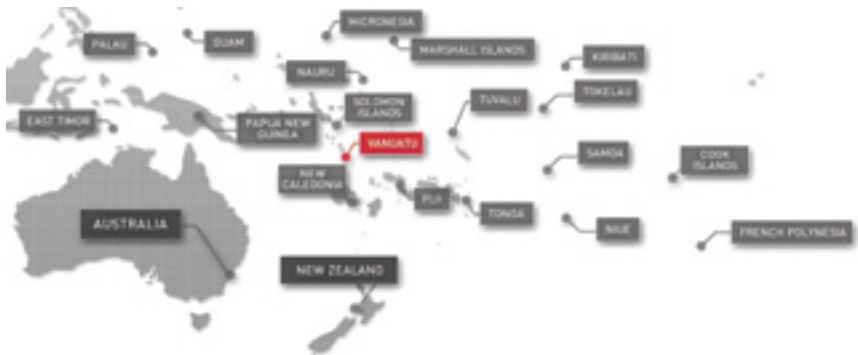 MICRONESIA
PALAU
GUAM
MARSHALL ISLANDS
KIRIBATI
NAURU
TOKELAU
TUVALU
SOLOMON
ISLANDS
EAST TIMOR
PAPUA NEW
GUINEA
VANUATU
SAMOA
COOK
ISLANDS
NEW
CALEDONIA
FIJI
TONGA
AUSTRALIA
NIUE
FRENCH POLYNESIA
NEW ZEALAND